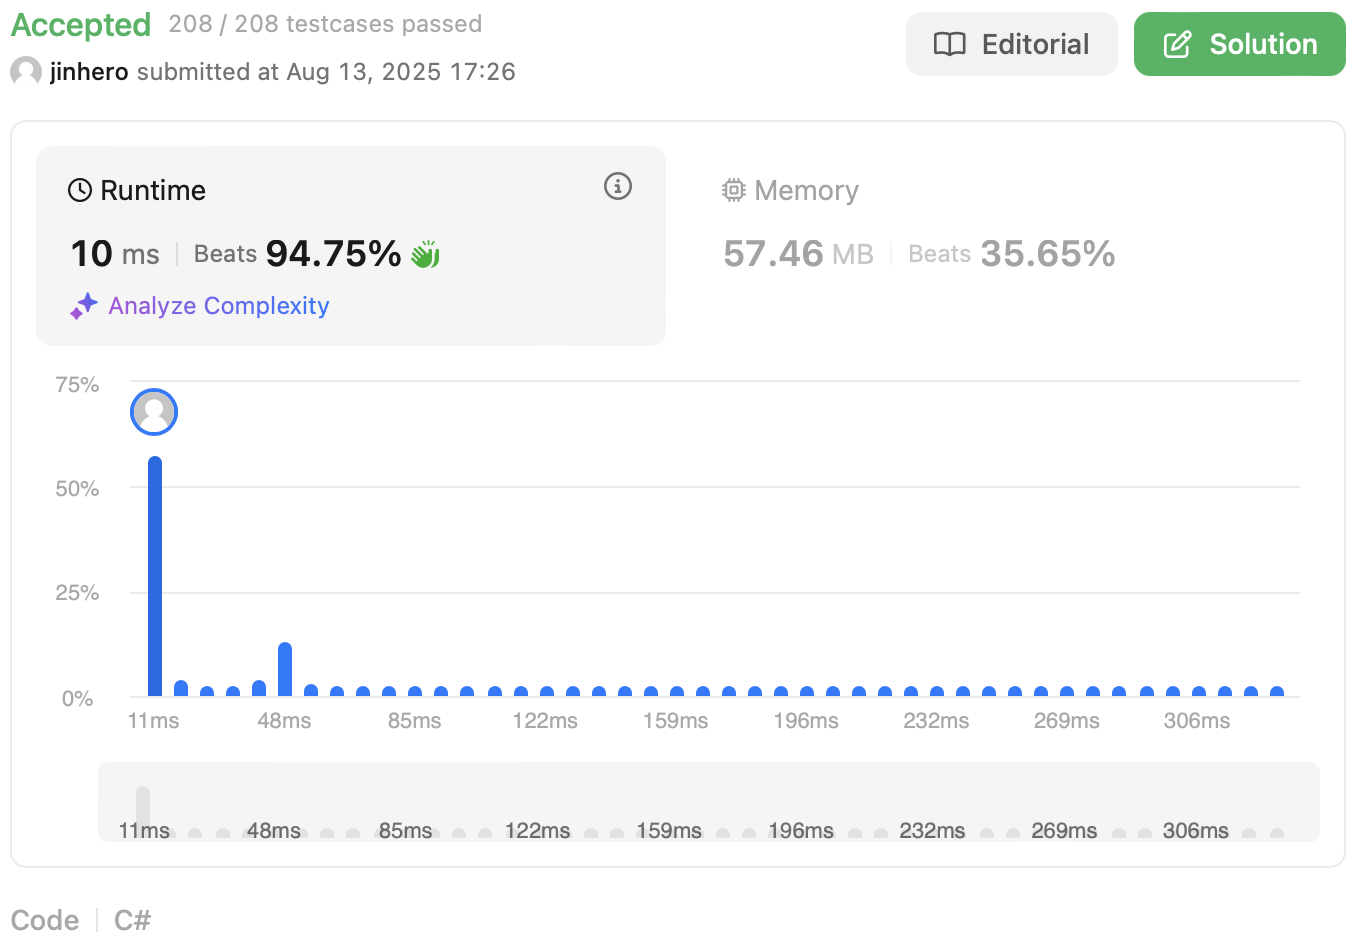 Accepted 208 / 208 testcases passed
jinhero submitted at Aug 13, 2025 17:26
Editorial
Solution
Runtime
10 ms Beats 94.75%
Analyze Complexity
Memory
57.46 MB Beats 35.65%
75%
50%
25%
0%
11ms 48ms 85ms 122ms 159ms 196ms 232ms 269ms 306ms
11ms 48ms 85ms 122ms 159ms 196ms 232ms 269ms 306ms
Code C#